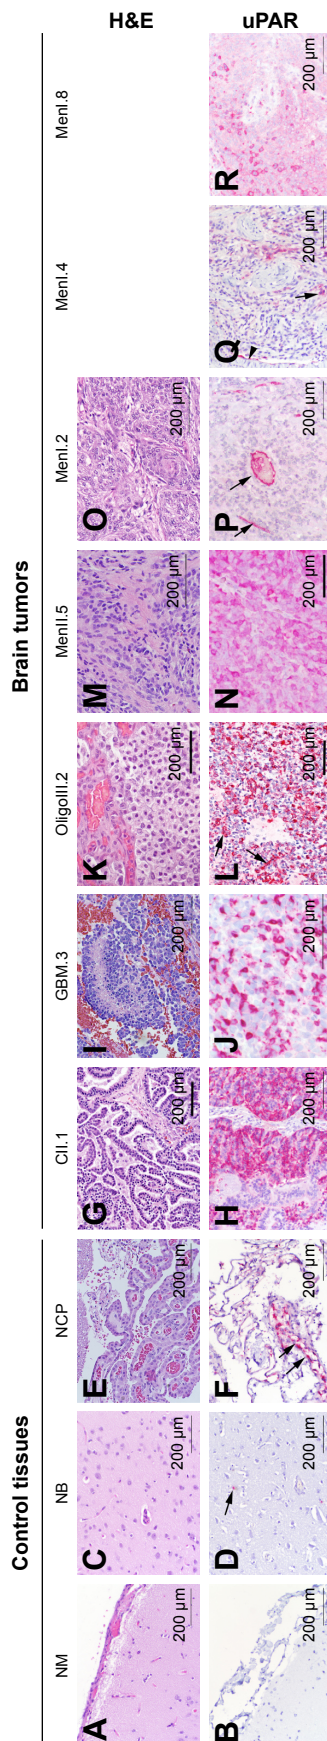 Control tissues Brain tumors
NM NB NCP CII.1 GBM.3 OligoIII.2 MenII.5 MenI.2 MenI.4 MenI.8
H&E
A 200 µm
C 200 µm
E 200 µm
G 200 µm
I 200 µm
K 200 µm
M 200 µm
O 200 µm
uPAR
B 200 µm
D 200 µm
F 200 µm
H 200 µm
J 200 µm
L 200 µm
N 200 µm
P 200 µm
Q 200 µm
R 200 µm